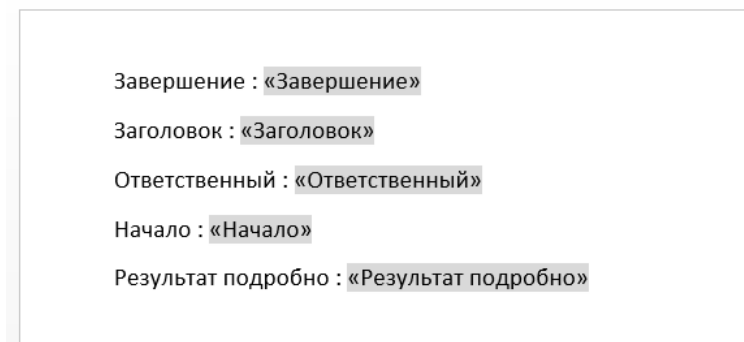 Завершение : «Завершение»
Заголовок : «Заголовок»
Ответственный : «Ответственный»
Начало : «Начало»
Результат подробно : «Результат подробно»